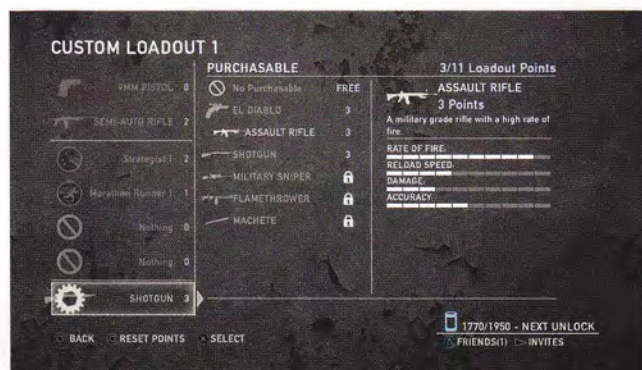 CUSTOM LOADOUT 1
9MM PISTOL 0
SEMI-AUTO RIFLE 2
Strategist 1 2
Marathon Runner 1 1
Nothing 0
Nothing 0
SHOTGUN 3
PURCHASABLE
No Purchasable FREE
EL DIABLO 3
ASSAULT RIFLE 3
SHOTGUN 3
MILITARY SNIPER
FLAMETHROWER
MACHETE
3/11 Loadout Points
ASSAULT RIFLE
3 Points
A military grade rifle with a high rate of
fire.
RATE OF FIRE:
RELOAD SPEED:
DAMAGE:
ACCURACY:
BACK RESET POINTS SELECT
1770/1950 - NEXT UNLOCK
FRIENDS(1) INVITES